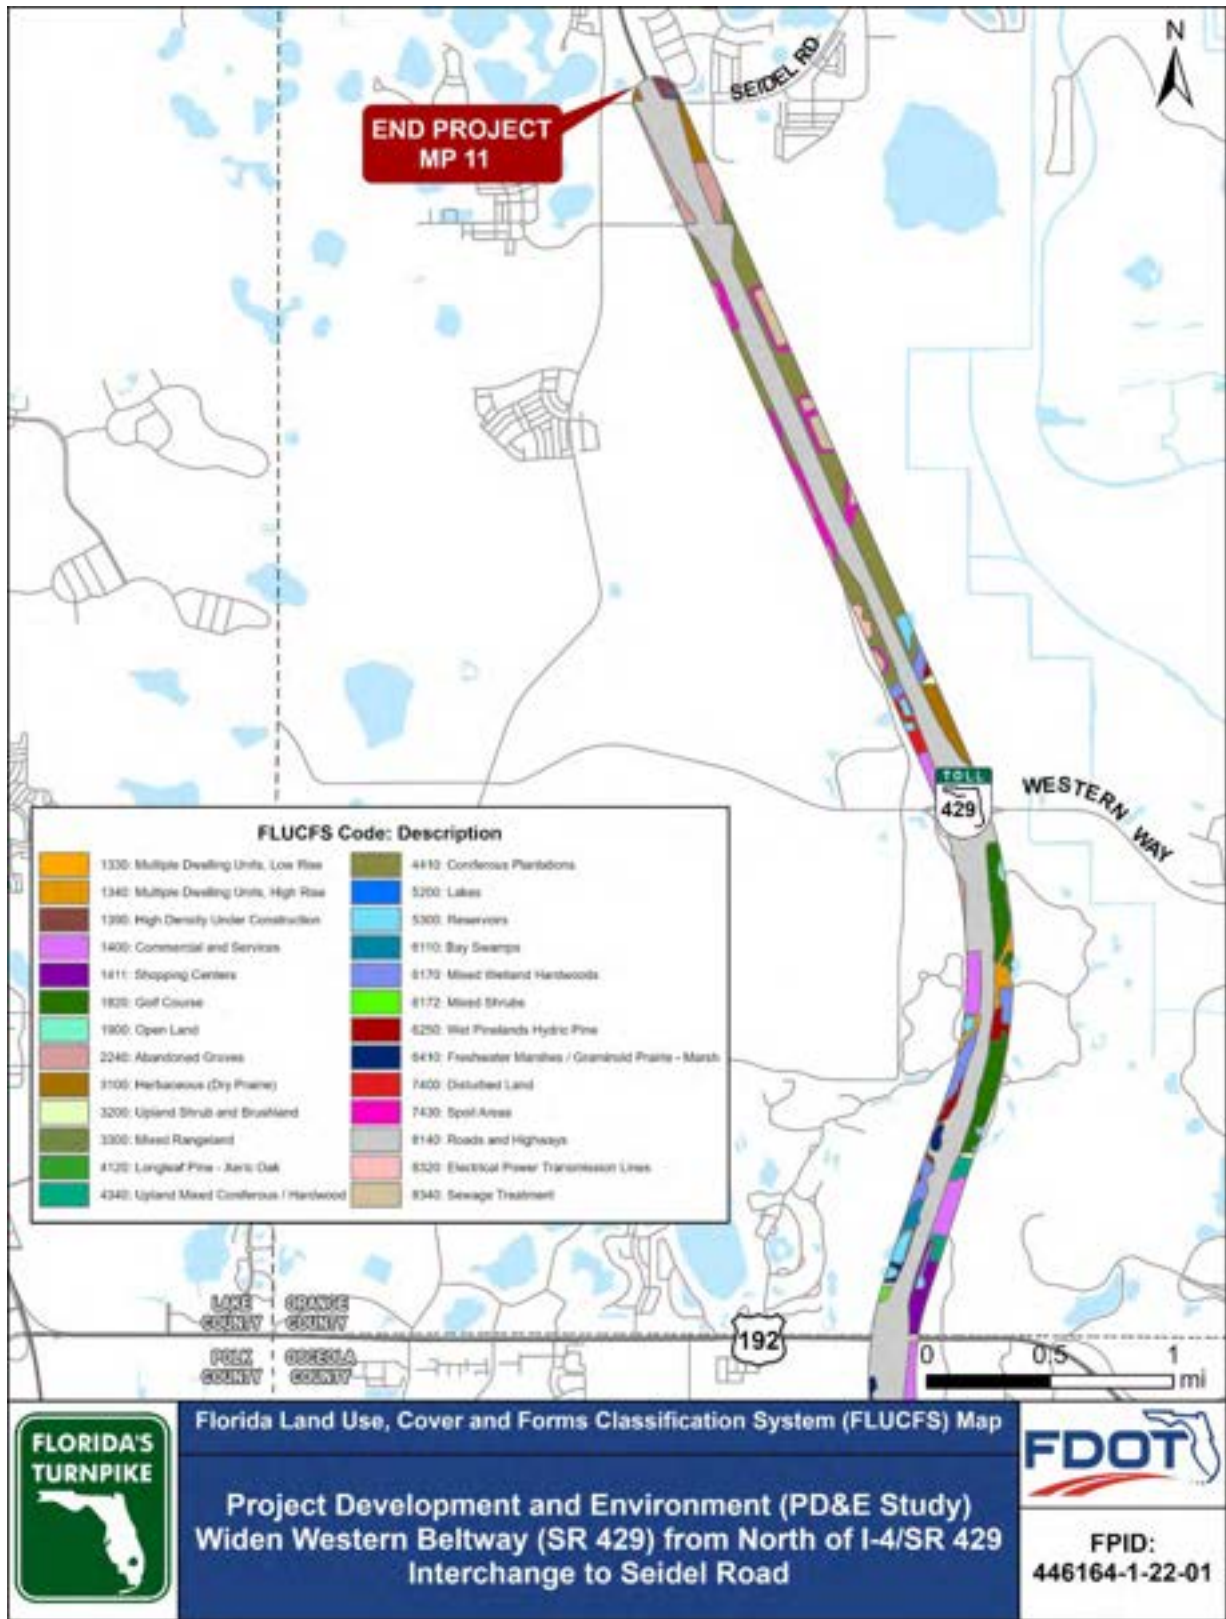 N
SEIDEL RD
END PROJECT
MP 11
TOLL
429
WESTERN WAY
FLUCFS Code: Description
1330: Multiple Dwelling Units, Low Rise
1340: Multiple Dwelling Units, High Rise
1390: High Density Under Construction
1400: Commercial and Services
1411: Shopping Centers
1820: Golf Course
1900: Open Land
2240: Abandoned Groves
3100: Herbaceous (Dry Prairie)
3200: Upland Shrub and Brushland
3300: Mixed Rangeland
4120: Longleaf Pine - Xeric Oak
4340: Upland Mixed Coniferous / Hardwood
4410: Coniferous Plantations
5200: Lakes
5300: Reservoirs
6110: Bay Swamps
6170: Mixed Wetland Hardwoods
6172: Mixed Shrubs
6250: Wet Pinelands Hydric Pine
6410: Freshwater Marshes / Graminoid Prairie - Marsh
7400: Disturbed Land
7430: Spoil Areas
8140: Roads and Highways
8320: Electrical Power Transmission Lines
8340: Sewage Treatment
LAKE COUNTY
ORANGE COUNTY
POLK COUNTY
OSCEOLA COUNTY
192
0 0.5 1
mi
FLORIDA'S
TURNPIKE
Florida Land Use, Cover and Forms Classification System (FLUCFS) Map
Project Development and Environment (PD&E Study)
Widen Western Beltway (SR 429) from North of I-4/SR 429
Interchange to Seidel Road
FDOT
FPID:
446164-1-22-01